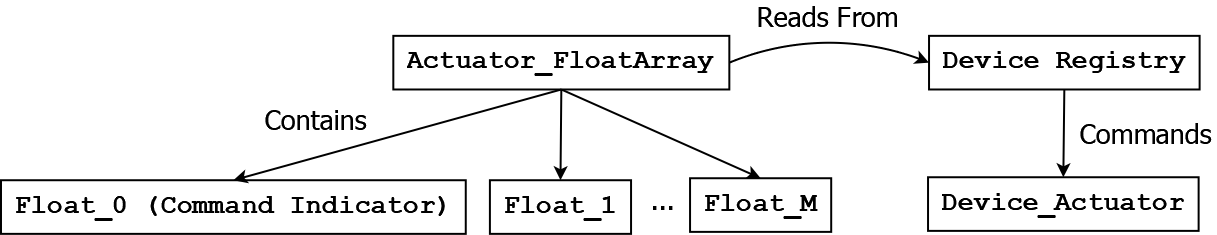 Reads From
Actuator_FloatArray
Device Registry
Contains
Commands
Float_0 (Command Indicator)
Float_1
...
Float_M
Device_Actuator